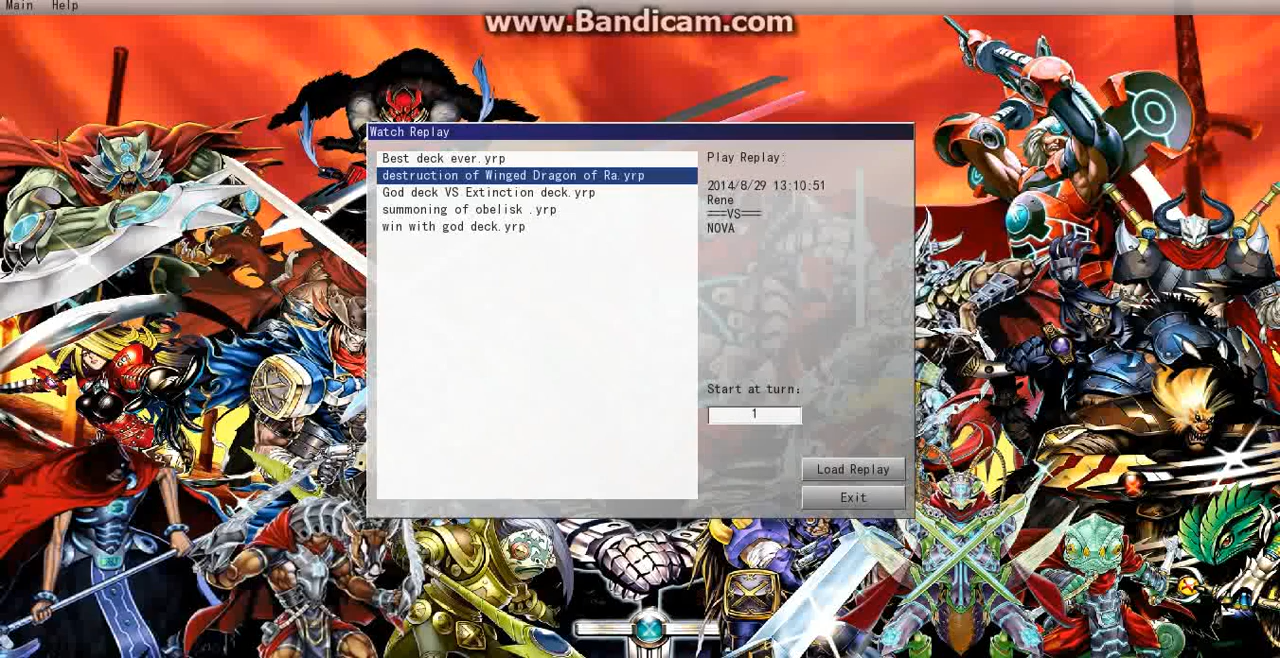 Main Help
www.Bandicam.com
Watch Replay
Best deck ever.yrp
destruction of Winged Dragon of Ra.yrp
God deck VS Extinction deck.yrp
summoning of obelisk .yrp
win with god deck.yrp
Play Replay:
2014/8/29 13:10:51
Rene
===VS===
NOVA
Start at turn:
1
Load Replay
Exit